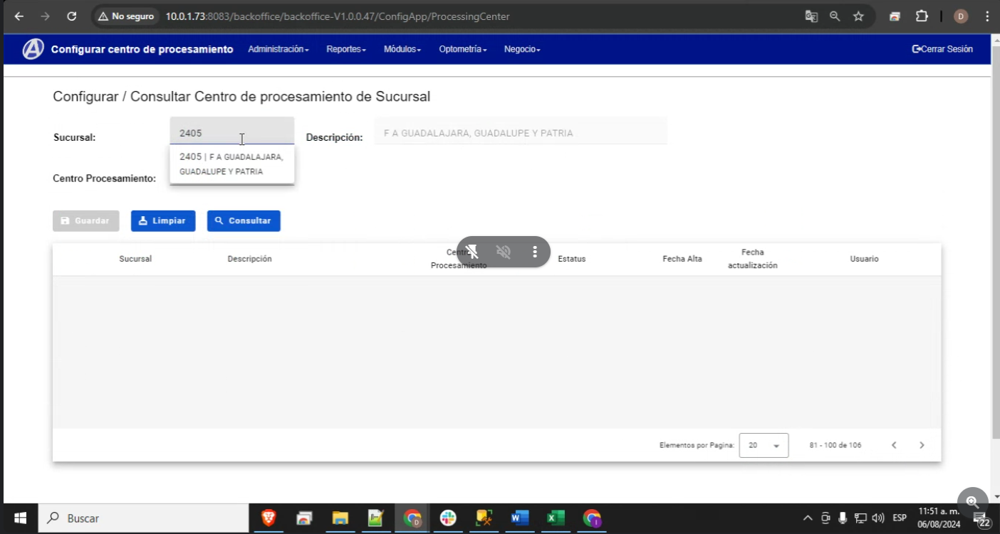 No seguro
10.0.1.73:8083/backoffice/backoffice-V1.0.0.47/ConfigApp/ProcessingCenter
D
Configurar centro de procesamiento
Administración
Reportes
Módulos
Optometría
Negocio
Cerrar Sesión
Configurar / Consultar Centro de procesamiento de Sucursal
Sucursal:
2405
Descripción:
F A GUADALAJARA, GUADALUPE Y PATRIA
2405 | F A GUADALAJARA,
GUADALUPE Y PATRIA
Centro Procesamiento:
Guardar
Limpiar
Consultar
Sucursal
Descripción
Procesamiento
Estatus
Fecha Alta
Fecha
actualización
Usuario
Elementos por Pagina:
20
81 - 100 de 106
Buscar
ESP
11:51 a. m.
06/08/2024
22